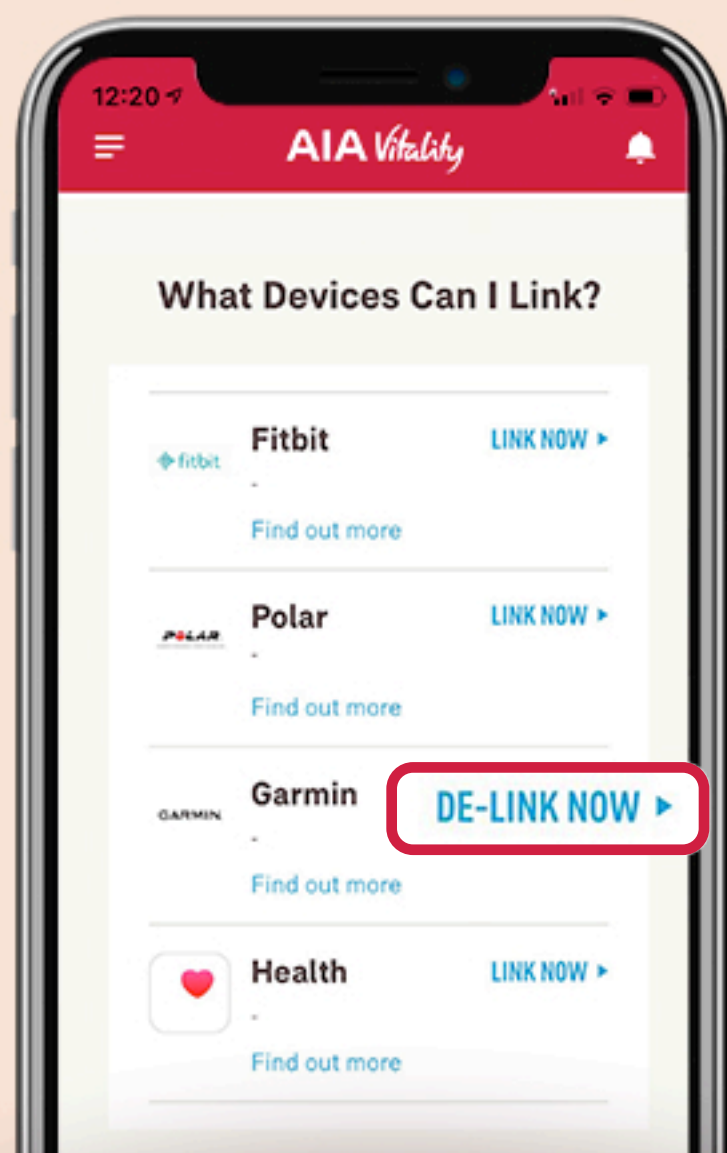 12:20
AIA Vitality
What Devices Can I Link?
fitbit
Fitbit
LINK NOW
-
Find out more
POLAR
Polar
LINK NOW
-
Find out more
GARMIN
Garmin
DE-LINK NOW
-
Find out more
Health
LINK NOW
-
Find out more